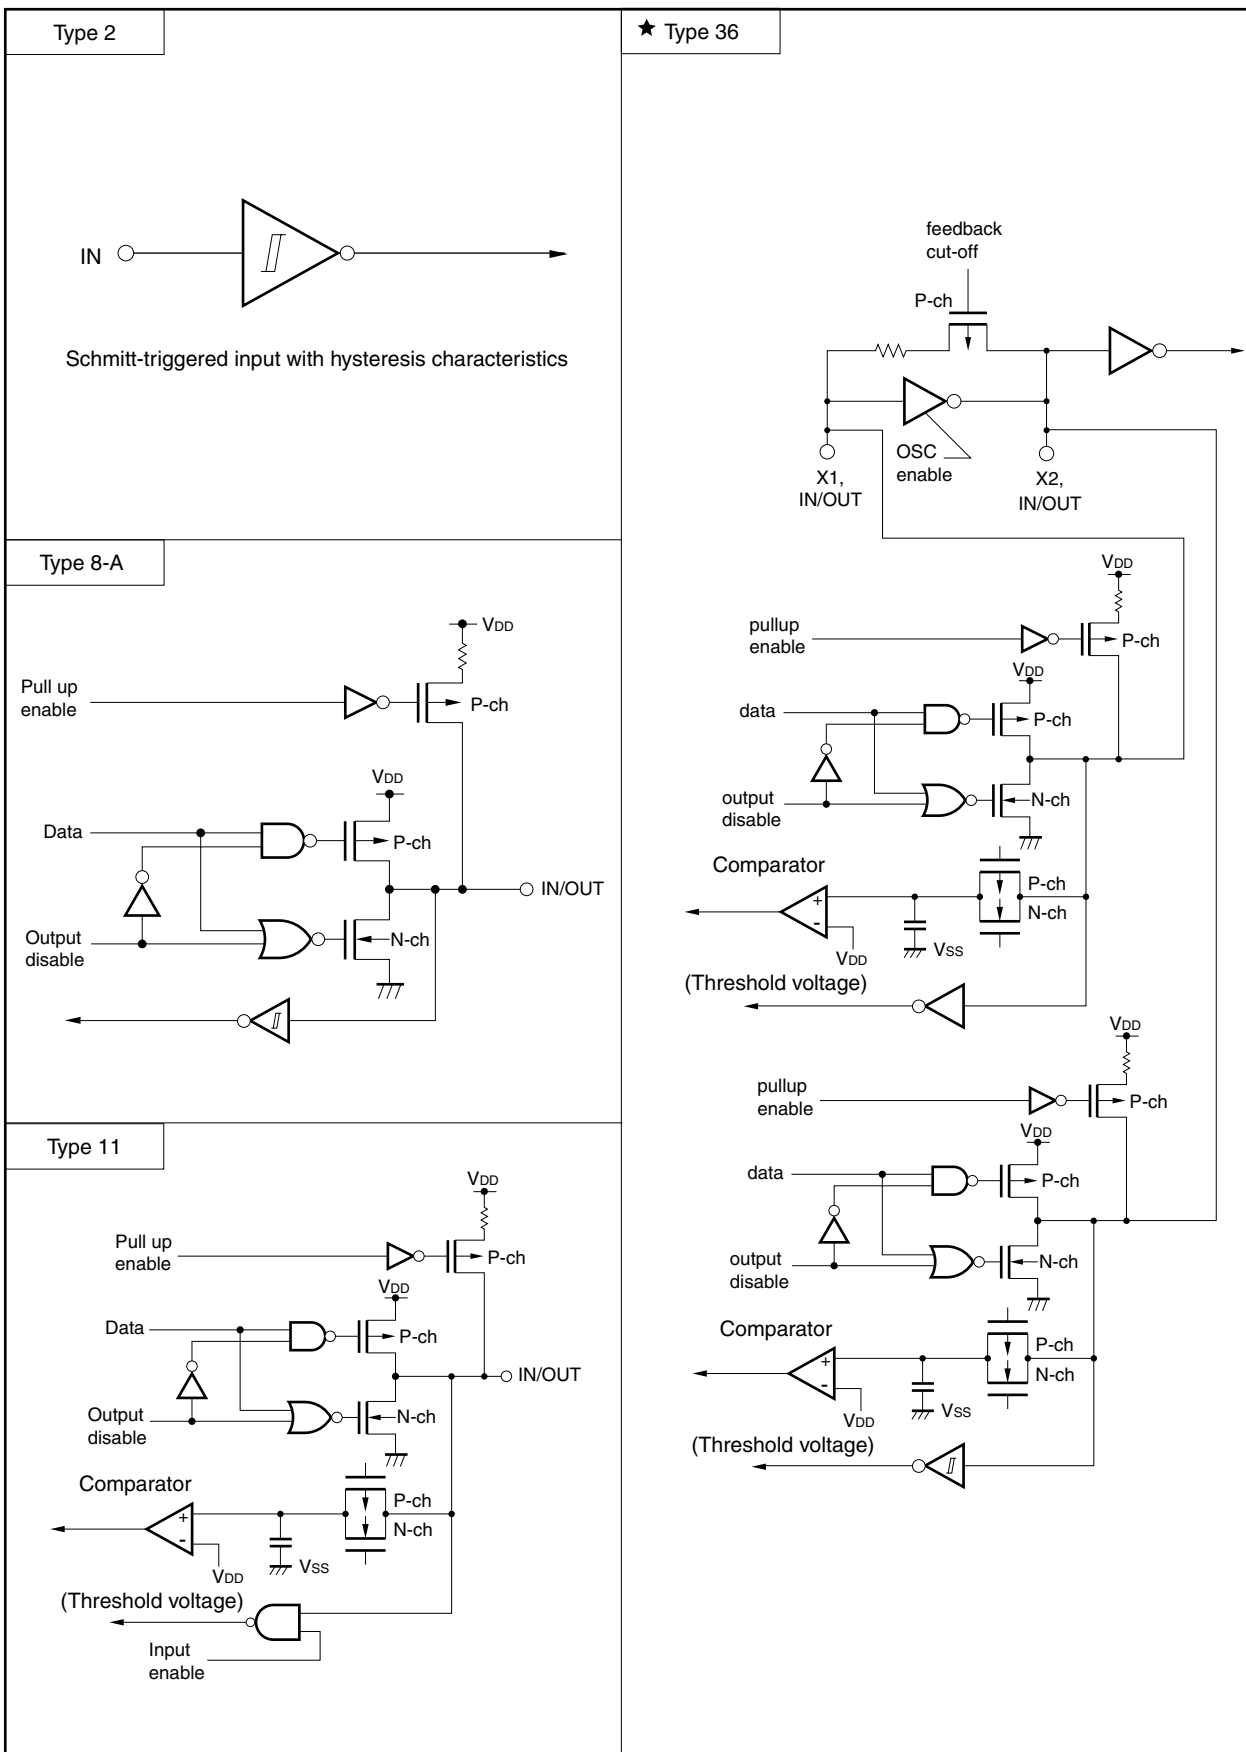 Type 2
IN
Schmitt-triggered input with hysteresis characteristics
Type 8-A
VDD
Pull up
enable
P-ch
VDD
Data
P-ch
IN/OUT
Output
disable
N-ch
Type 11
VDD
Pull up
enable
P-ch
VDD
Data
P-ch
IN/OUT
Output
disable
N-ch
Comparator
P-ch
N-ch
+
-
VDD
VSS
(Threshold voltage)
Input
enable
★ Type 36
feedback
cut-off
P-ch
OSC
enable
X1,
IN/OUT
X2,
IN/OUT
VDD
pullup
enable
P-ch
VDD
data
P-ch
output
disable
N-ch
Comparator
P-ch
N-ch
+
-
VDD
VSS
(Threshold voltage)
VDD
pullup
enable
P-ch
VDD
data
P-ch
output
disable
N-ch
Comparator
P-ch
N-ch
+
-
VDD
VSS
(Threshold voltage)